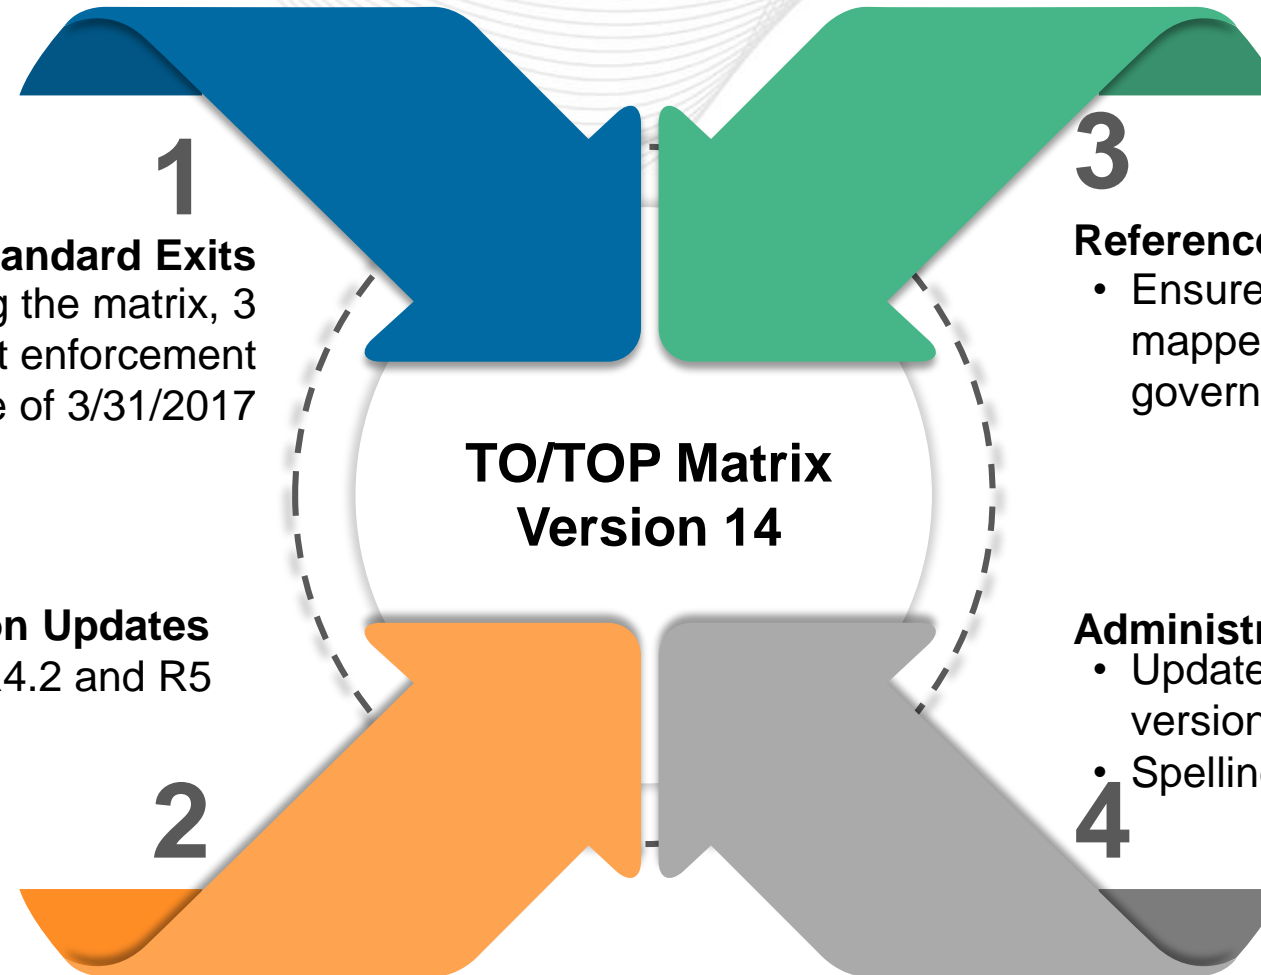 1
andard Exits
g the matrix, 3
t enforcement
e of 3/31/2017
on Updates
4.2 and R5
2
TO/TOP Matrix
Version 14
3
Reference
• Ensure
mappe
govern
Administr
• Update
version
• Spellin
4